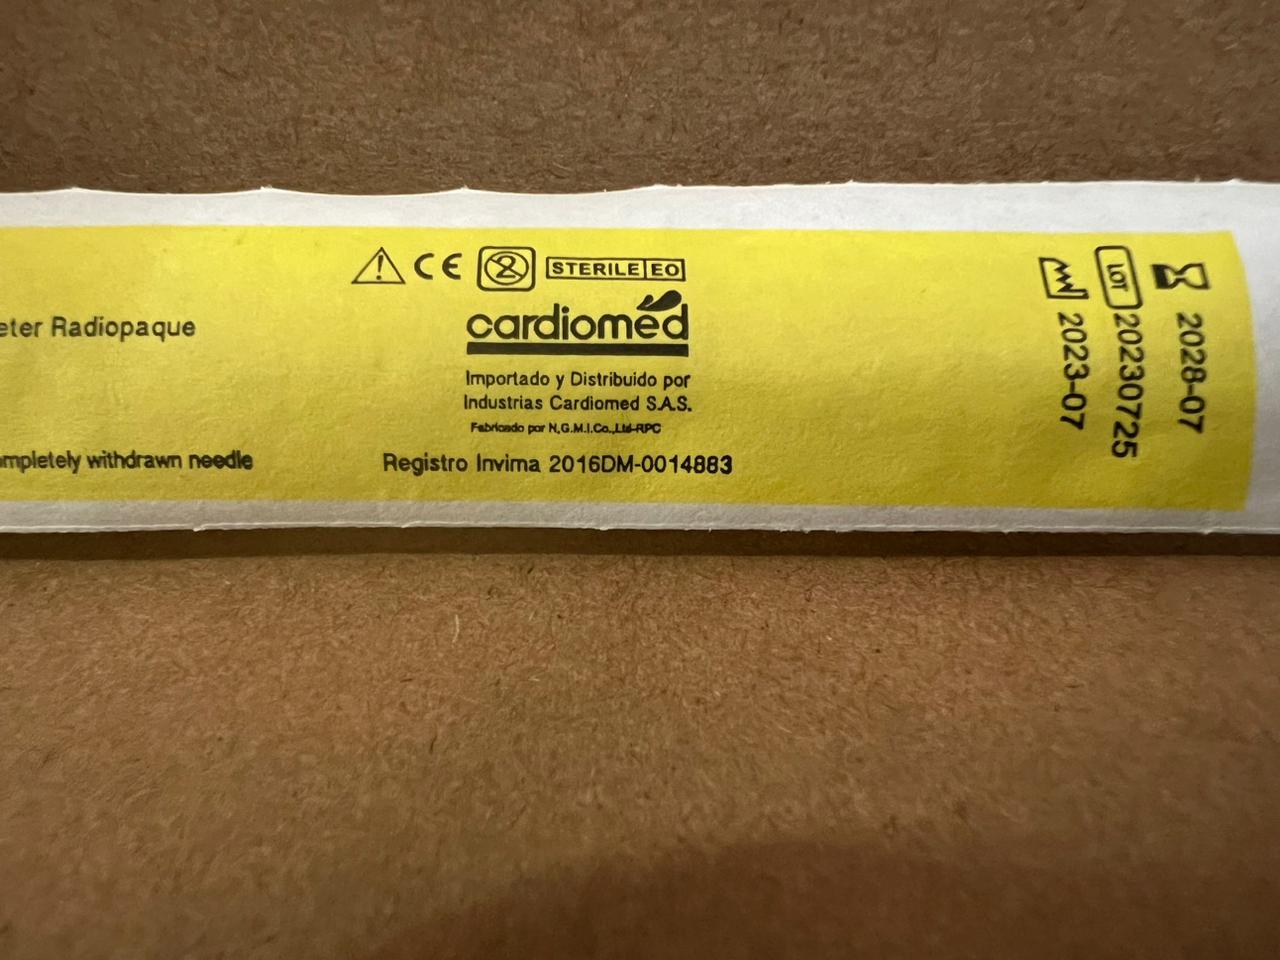 eter Radiopaque
mpletely withdrawn needle
CE
STERILE EO
cardiomed
Importado y Distribuido por
Industrias Cardiomed S.A.S.
Fabricado por N.G.M.I.Co.,Ltd-RPC
Registro Invima 2016DM-0014883
2028-07
LOT 20230725
2023-07